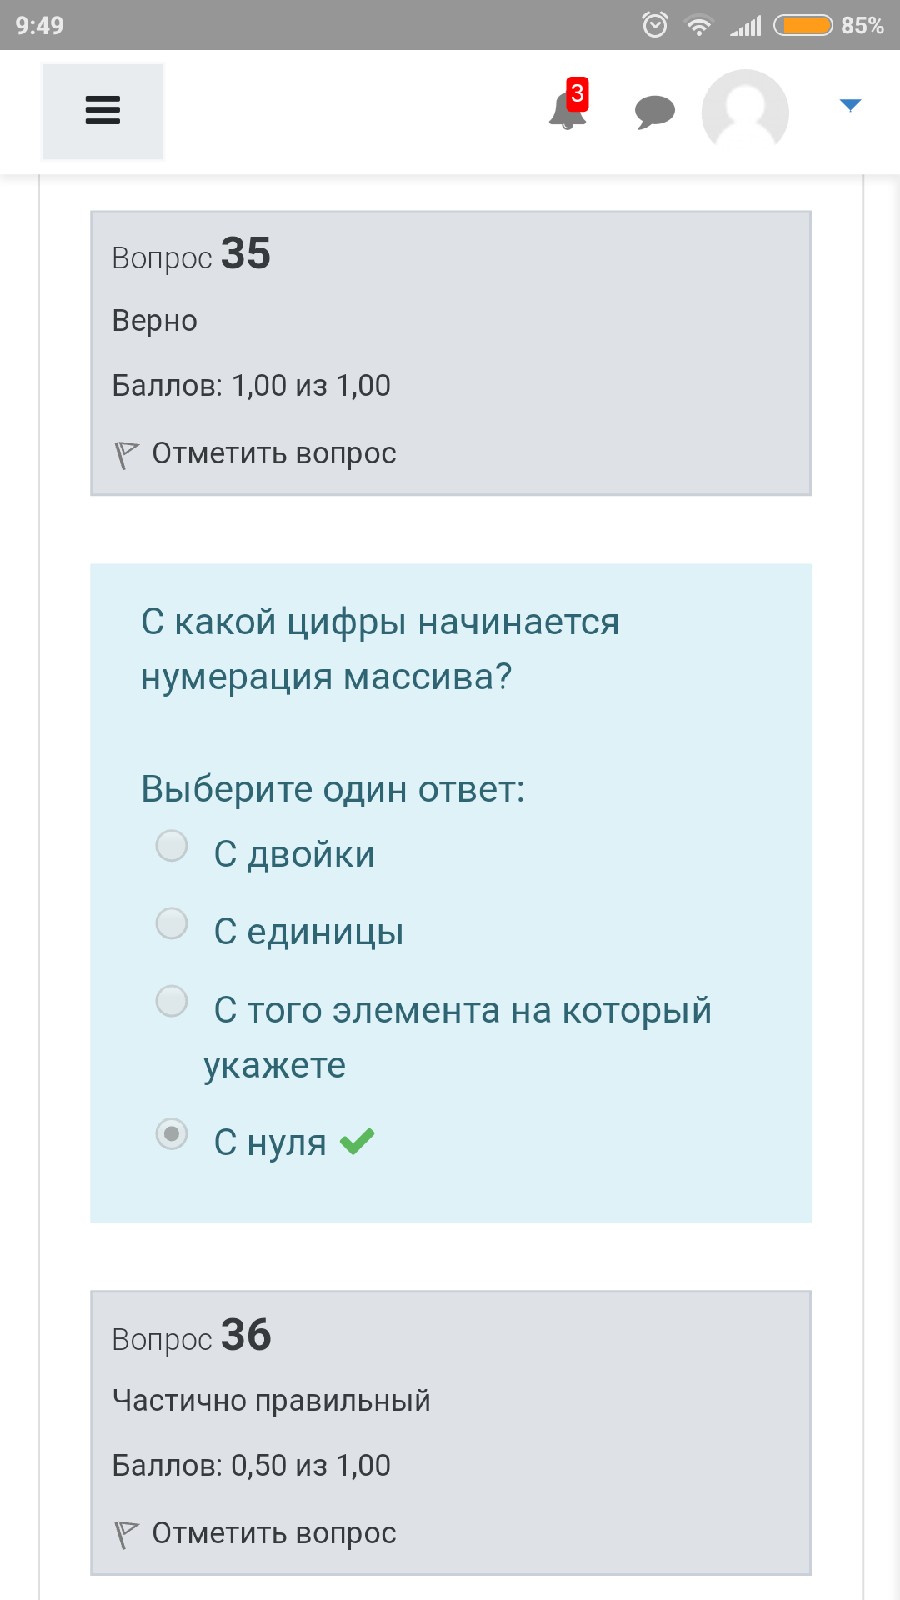 9:49
85%
3
Вопрос 35
Верно
Баллов: 1,00 из 1,00
Отметить вопрос
С какой цифры начинается
нумерация массива?
Выберите один ответ:
С двойки
С единицы
С того элемента на который
укажете
С нуля
Вопрос 36
Частично правильный
Баллов: 0,50 из 1,00
Отметить вопрос